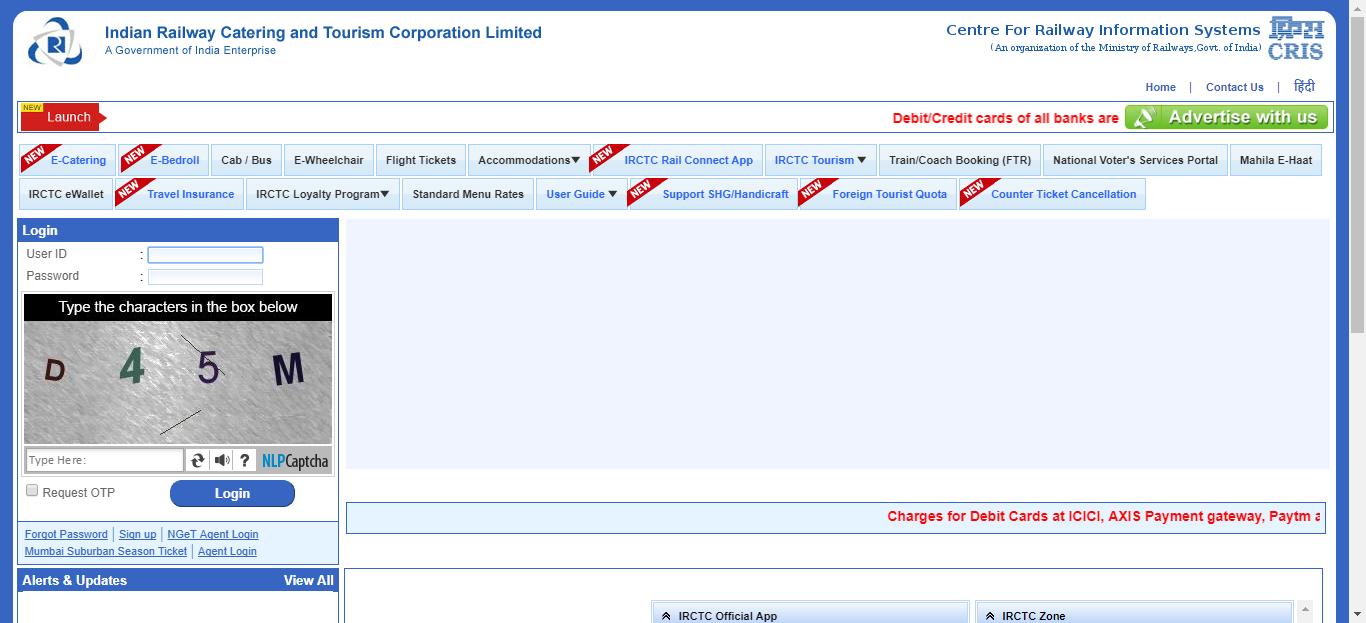 Indian Railway Catering and Tourism Corporation Limited
A Government of India Enterprise
Centre For Railway Information Systems
(An organization of the Ministry of Railways,Govt. of India)
CRIS
Home | Contact Us | हिंदी
NEW
Launch
Debit/Credit cards of all banks are
Advertise with us
NEW E-Catering NEW E-Bedroll Cab / Bus E-Wheelchair Flight Tickets Accommodations▼ NEW IRCTC Rail Connect App IRCTC Tourism ▼ Train/Coach Booking (FTR) National Voter's Services Portal Mahila E-Haat
IRCTC eWallet NEW Travel Insurance IRCTC Loyalty Program▼ Standard Menu Rates User Guide ▼ NEW Support SHG/Handicraft NEW Foreign Tourist Quota NEW Counter Ticket Cancellation
Login
User ID :
Password :
Type the characters in the box below
D 4 5 M
Type Here: ? NLPCaptcha
Request OTP Login
Forgot Password | Sign up | NGeT Agent Login
Mumbai Suburban Season Ticket | Agent Login
Charges for Debit Cards at ICICI, AXIS Payment gateway, Paytm a
Alerts & Updates View All
IRCTC Official App
IRCTC Zone